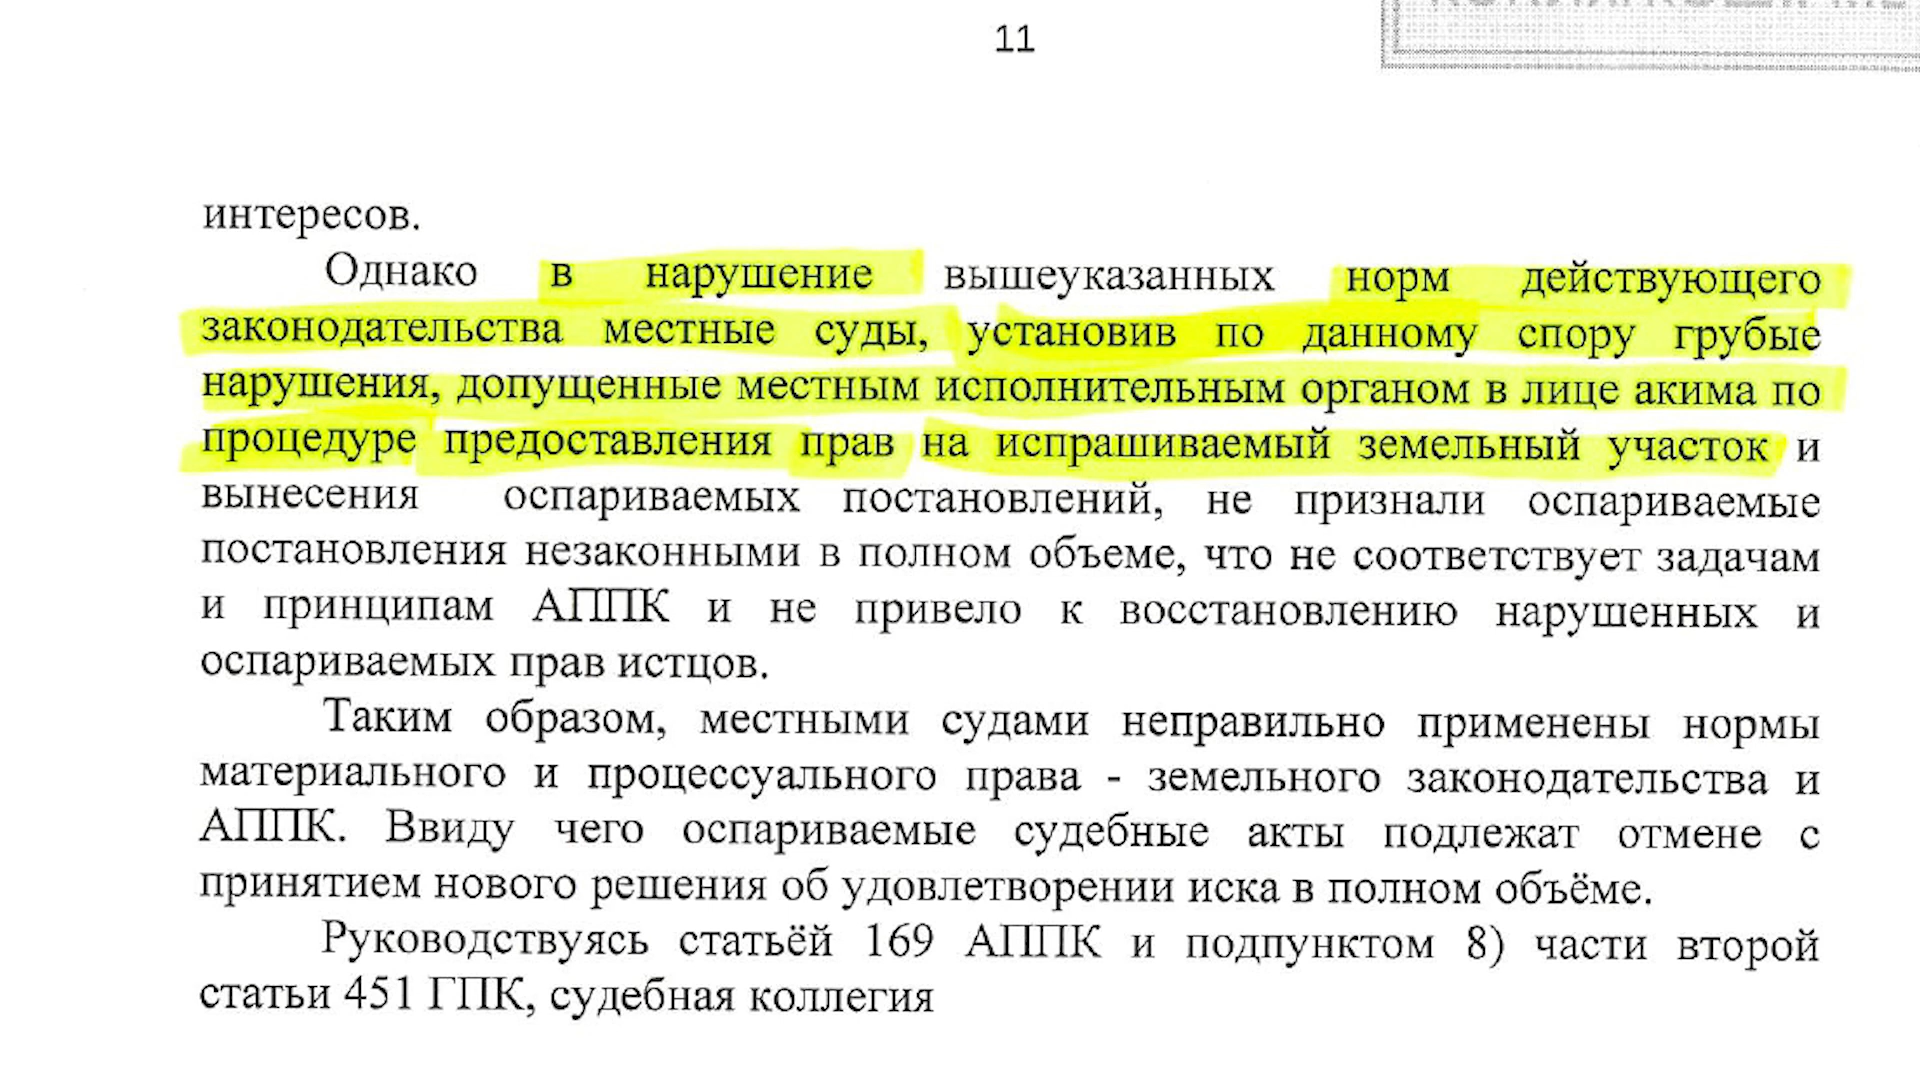 11
интересов.
Однако в нарушение вышеуказанных норм действующего
законодательства местные суды, установив по данному спору грубые
нарушения, допущенные местным исполнительным органом в лице акима по
процедуре предоставления прав на испрашиваемый земельный участок и
вынесения оспариваемых постановлений, не признали оспариваемые
постановления незаконными в полном объеме, что не соответствует задачам
и принципам АППК и не привело к восстановлению нарушенных и
оспариваемых прав истцов.
Таким образом, местными судами неправильно применены нормы
материального и процессуального права - земельного законодательства и
АППК. Ввиду чего оспариваемые судебные акты подлежат отмене с
принятием нового решения об удовлетворении иска в полном объёме.
Руководствуясь статьёй 169 АППК и подпунктом 8) части второй
статьи 451 ГПК, судебная коллегия